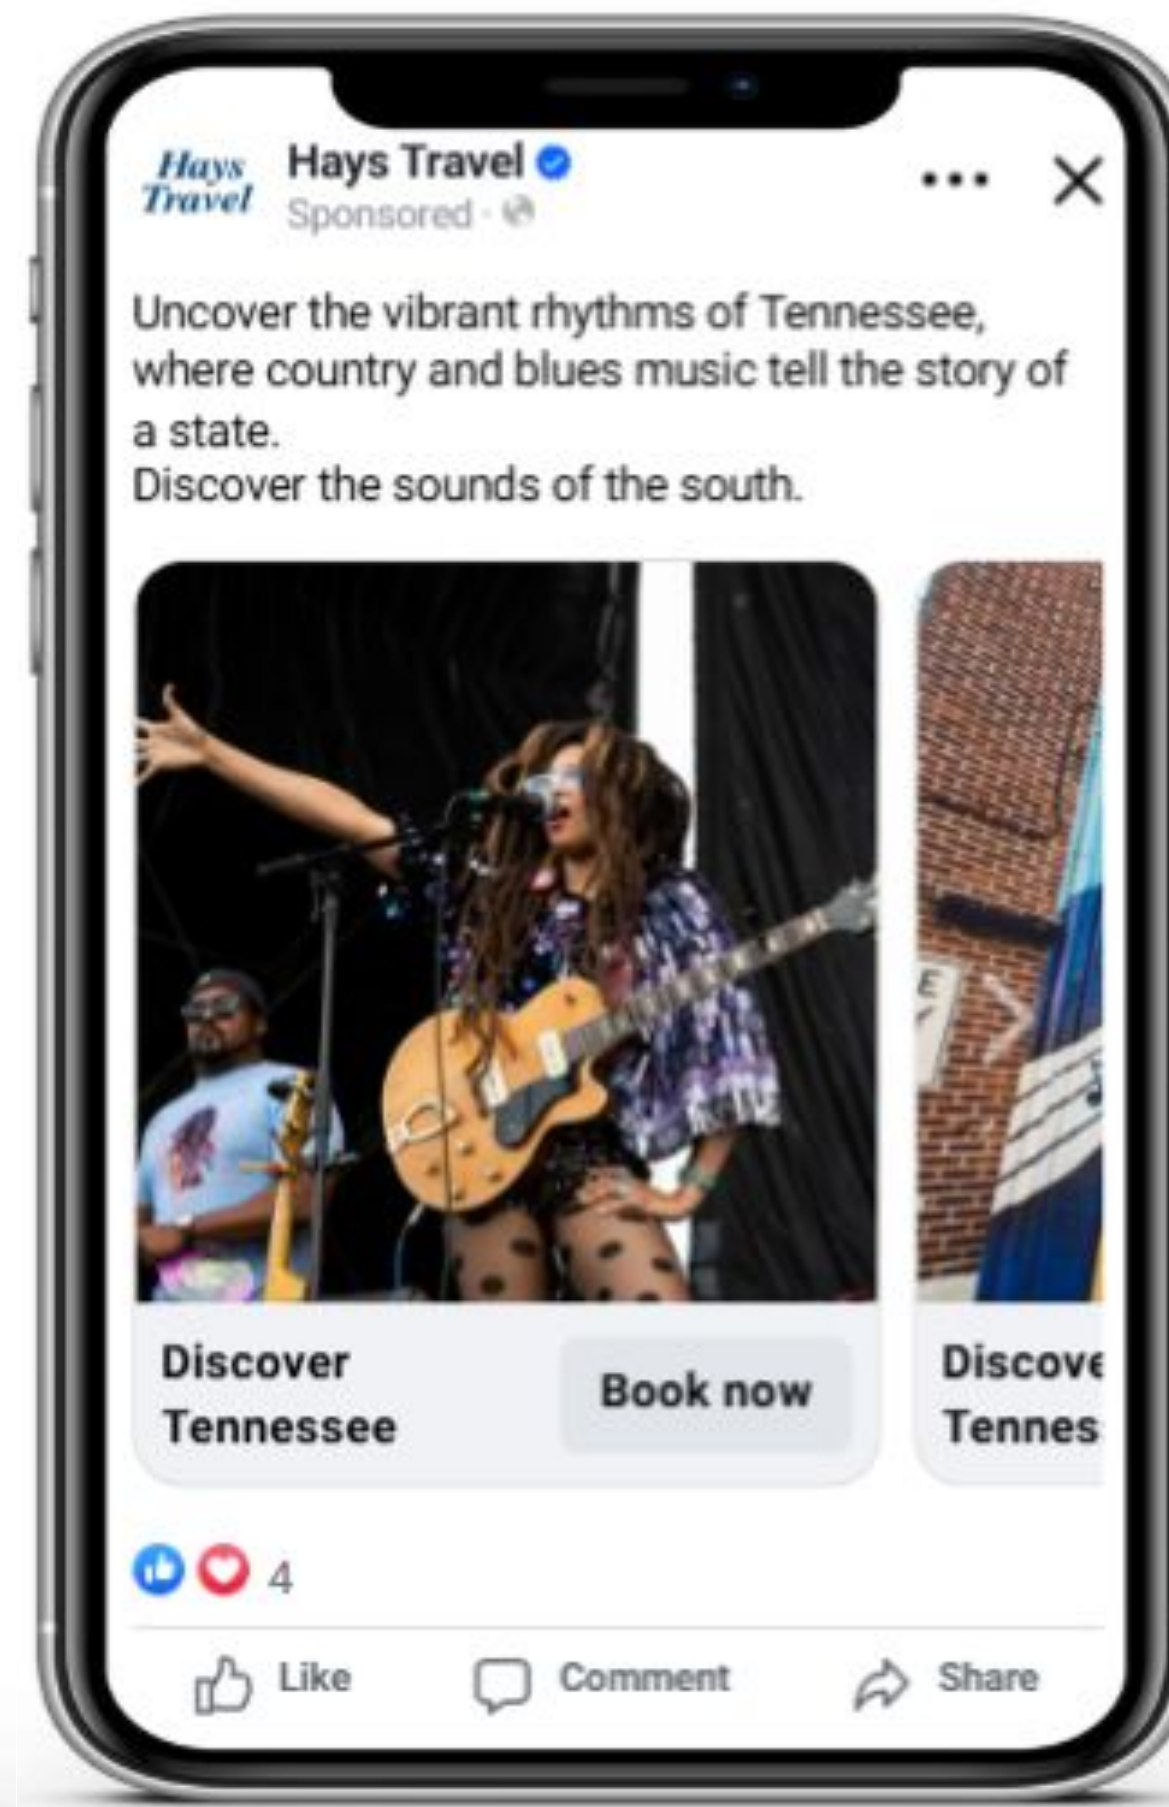 Hays
Travel
Hays Travel
Sponsored ·
Uncover the vibrant rhythms of Tennessee,
where country and blues music tell the story of
a state.
Discover the sounds of the south.
E
Discover
Tennessee
Book now
Discove
Tennes
4
Like
Comment
Share